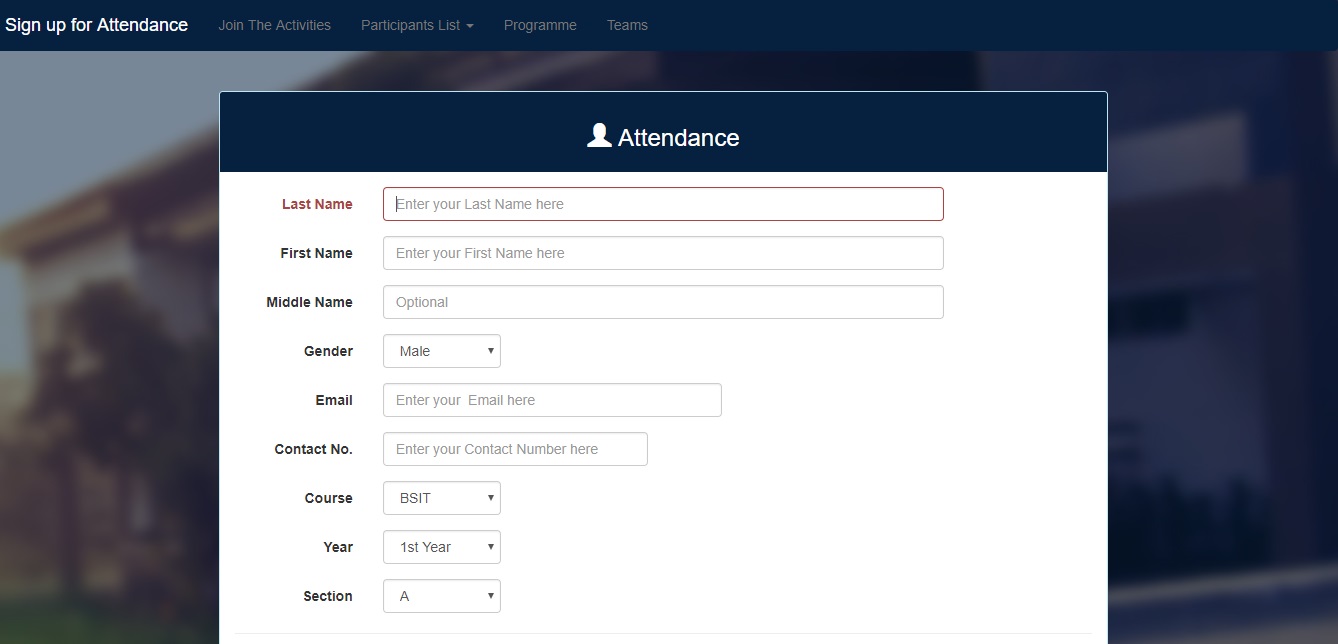 Sign up for Attendance Join The Activities Participants List Programme Teams
Attendance
Last Name Enter your Last Name here
First Name Enter your First Name here
Middle Name Optional
Gender Male
Email Enter your  Email here
Contact No. Enter your Contact Number here
Course BSIT
Year 1st Year
Section A